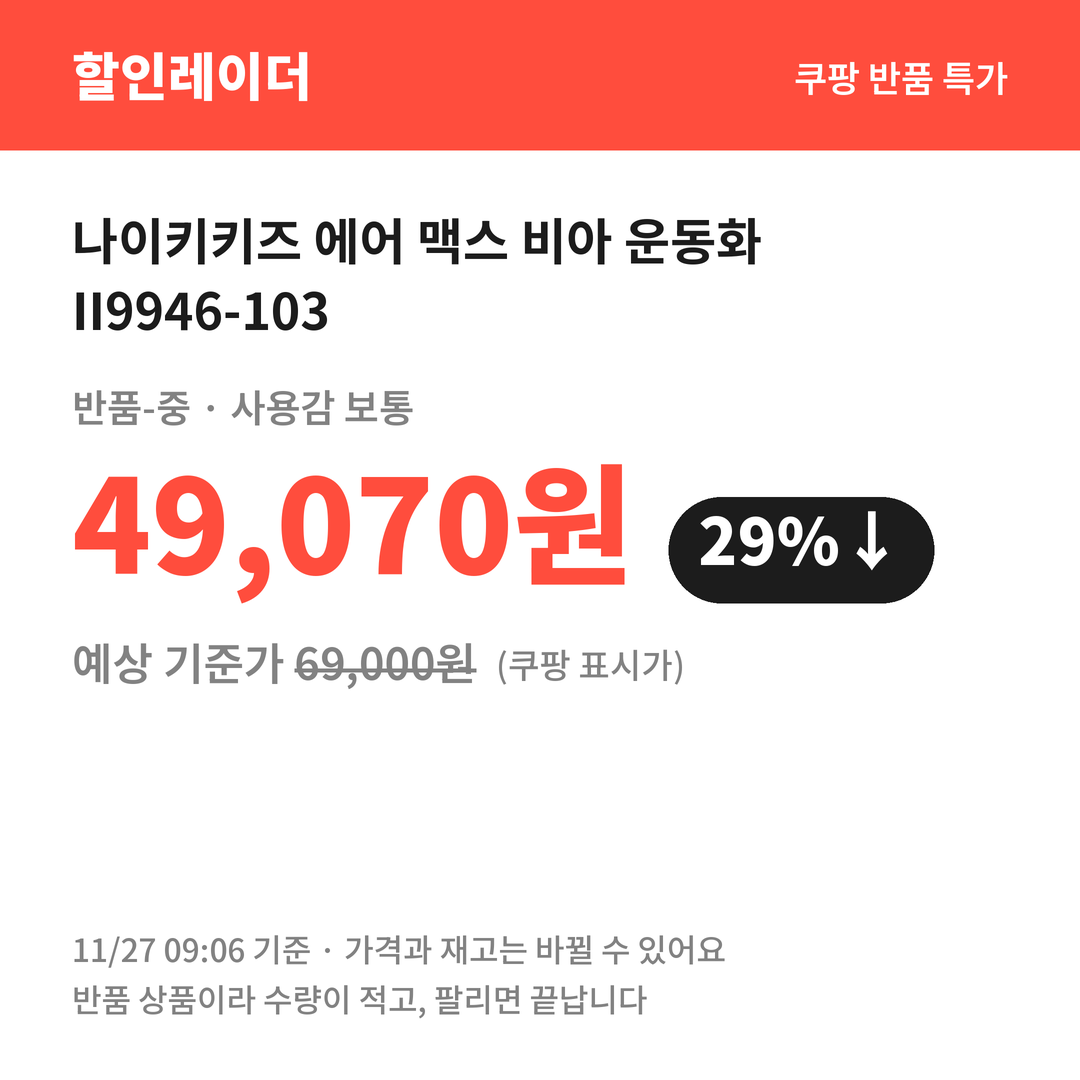 할인레이더
쿠팡 반품 특가
나이키키즈 에어 맥스 비아 운동화
II9946-103
반품-중 · 사용감 보통
49,070원 29%↓
예상 기준가 69,000원 (쿠팡 표시가)
11/27 09:06 기준 · 가격과 재고는 바뀔 수 있어요
반품 상품이라 수량이 적고, 팔리면 끝납니다